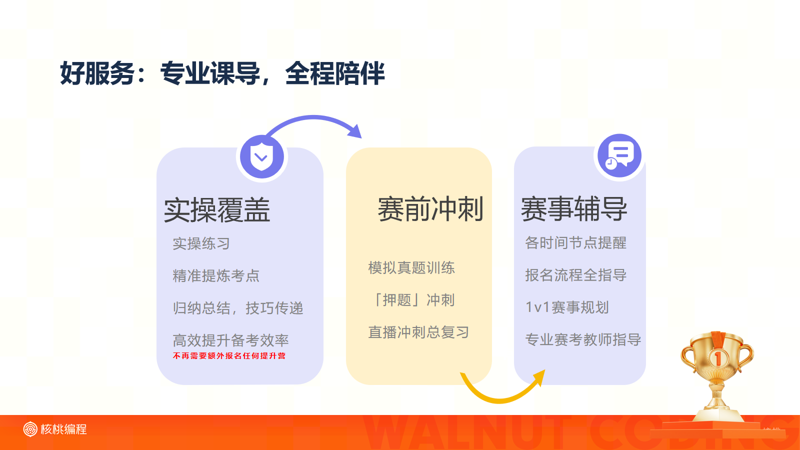 好服务：专业课导，全程陪伴
实操覆盖
实操练习
精准提炼考点
归纳总结，技巧传递
高效提升备考效率
不再需要额外报名任何提升营
赛前冲刺
模拟真题训练
「押题」冲刺
直播冲刺总复习
赛事辅导
各时间节点提醒
报名流程全指导
1v1赛事规划
专业赛考教师指导
1
核桃编程
WALNUT CODING